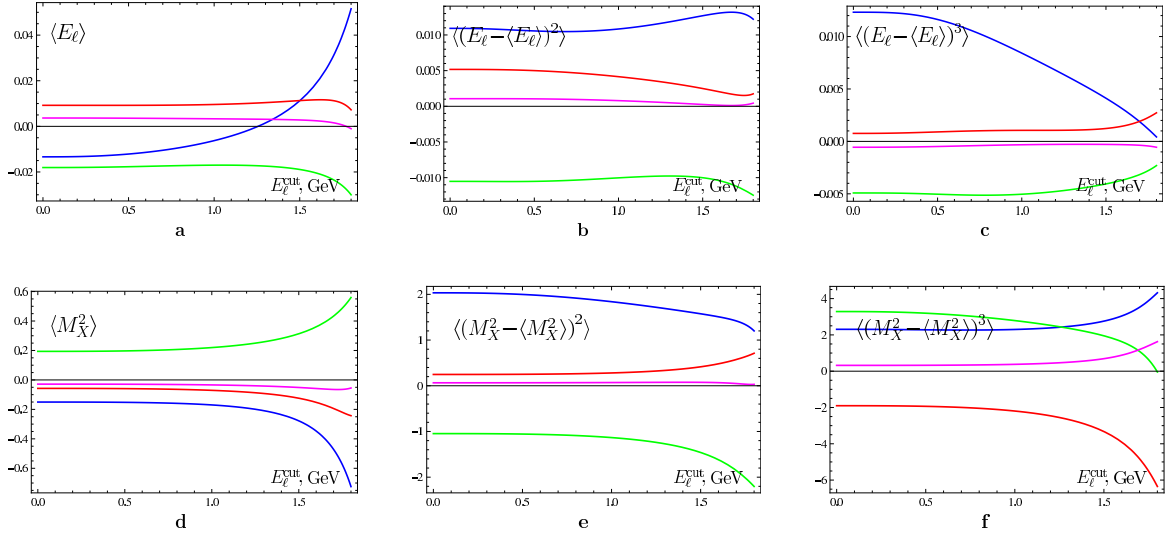 ⟨E_ℓ⟩
0.04
0.02
0.00
−0.02
0.0 0.5 1.0 1.5
E_ℓ^cut, GeV
a
⟨(E_ℓ−⟨E_ℓ⟩)^2⟩
0.010
0.005
0.000
−0.005
−0.010
0.0 0.5 1.0 1.5
E_ℓ^cut, GeV
b
⟨(E_ℓ−⟨E_ℓ⟩)^3⟩
0.010
0.005
0.000
−0.005
0.0 0.5 1.0 1.5
E_ℓ^cut, GeV
c
⟨M_X^2⟩
0.6
0.4
0.2
0.0
−0.2
−0.4
−0.6
0.0 0.5 1.0 1.5
E_ℓ^cut, GeV
d
⟨(M_X^2−⟨M_X^2⟩)^2⟩
2
1
0
−1
−2
0.0 0.5 1.0 1.5
E_ℓ^cut, GeV
e
⟨(M_X^2−⟨M_X^2⟩)^3⟩
4
2
0
−2
−4
−6
0.0 0.5 1.0 1.5
E_ℓ^cut, GeV
f